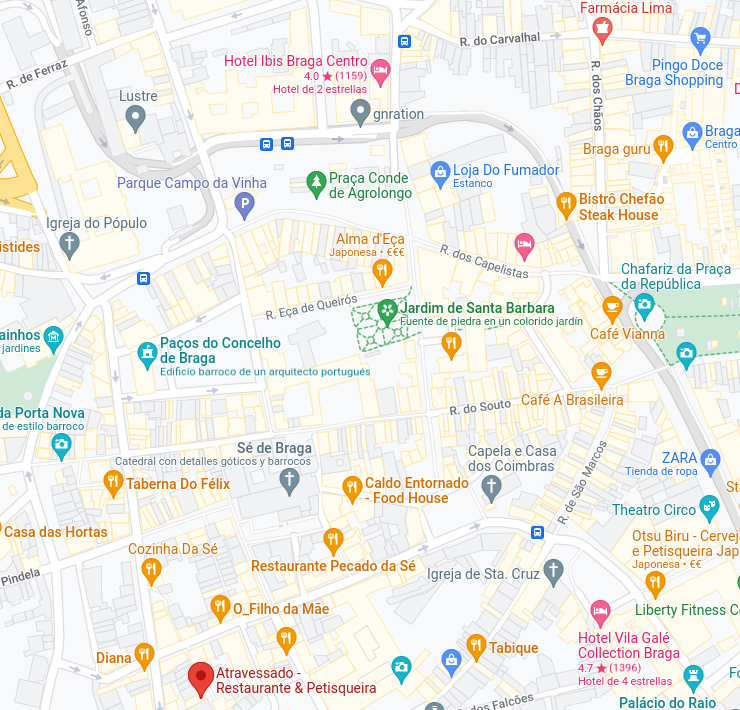 Afonso
Farmácia Lima
R. do Carvalhal
Hotel Ibis Braga Centro
4.0 ★ (1159)
Hotel de 2 estrellas
R. de Ferraz
Pingo Doce
Braga Shopping
R. dos Chãos
Lustre
gnration
Braga
Centro
Braga guru
Parque Campo da Vinha
P
Praça Conde
de Agrolongo
Loja Do Fumador
Estanco
Bistrô Chefão
Steak House
Igreja do Pópulo
istides
Alma d'Eça
Japonesa • €€€
R. dos Capelistas
Chafariz da Praça
da República
R. Eça de Queirós
Jardim de Santa Barbara
Fuente de piedra en un colorido jardín
Café Vianna
ainhos
jardines
Paços do Concelho
de Braga
Edificio barroco de un arquitecto portugués
da Porta Nova
de estilo barroco
R. do Souto
Café A Brasileira
Sé de Braga
Catedral con detalles góticos y barrocos
Capela e Casa
dos Coimbras
R. de São Marcos
ZARA
Tienda de ropa
Taberna Do Félix
Caldo Entornado
- Food House
St
Theatro Circo
Casa das Hortas
Cozinha Da Sé
Restaurante Pecado da Sé
Otsu Biru - Cervej
e Petisqueira Jap
Japonesa • €€
Pindela
Igreja de Sta. Cruz
O_Filho da Mãe
Liberty Fitness C
Diana
Tabique
Hotel Vila Galé
Collection Braga
4.7 ★ (1396)
Hotel de 4 estrellas
Atravessado -
Restaurante & Petisqueira
dos Falcões
Palácio do Raio